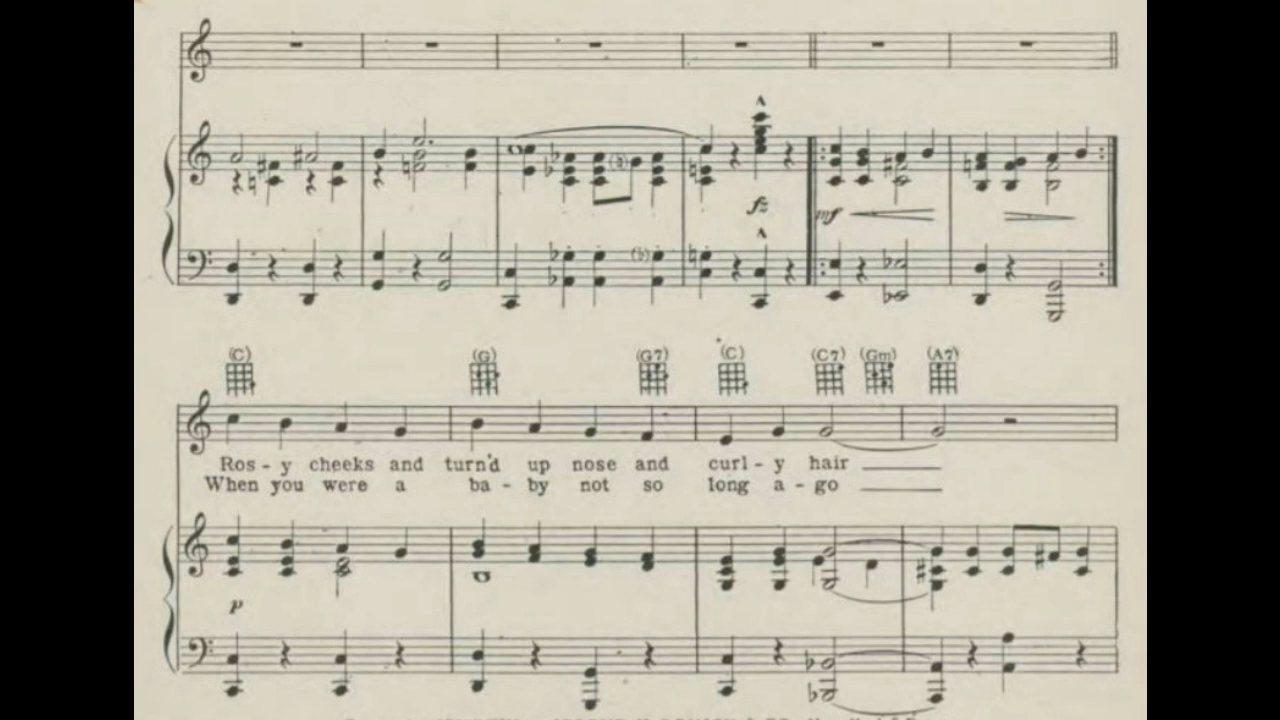 fz
mf
(C) (G) (G7) (C) (C7) (Gm) (A7)
Ros - y cheeks and turn'd up nose and curl - y hair
When you were a ba - by not so long a - go
p